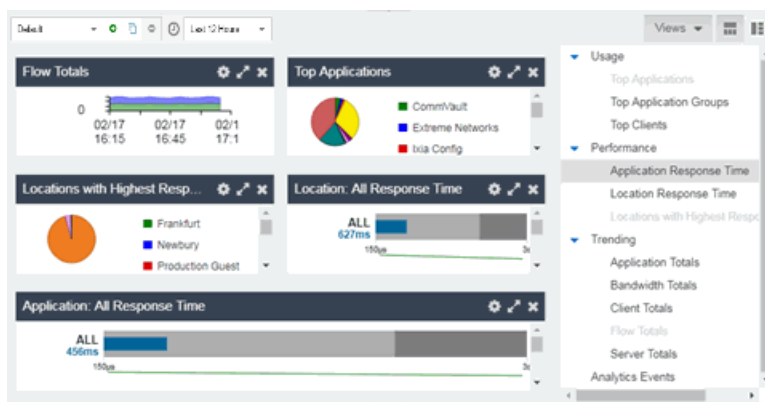 Default
Last 12 Hours
Views
Flow Totals
0
02/17 02/17 02/1
16:15 16:45 17:1
Top Applications
CommVault
Extreme Networks
Ixia Config
Locations with Highest Resp...
Frankfurt
Newbury
Production Guest
Location: All Response Time
ALL
627ms
150µs
Application: All Response Time
ALL
456ms
150µs
Usage
Top Applications
Top Application Groups
Top Clients
Performance
Application Response Time
Location Response Time
Locations with Highest Respo
Trending
Application Totals
Bandwidth Totals
Client Totals
Flow Totals
Server Totals
Analytics Events